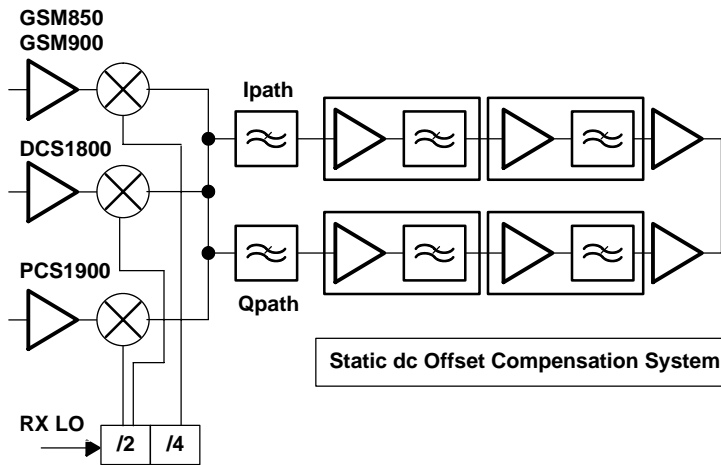 GSM850
GSM900
Ipath
DCS1800
PCS1900
Qpath
Static dc Offset Compensation System
RX LO
/2
/4